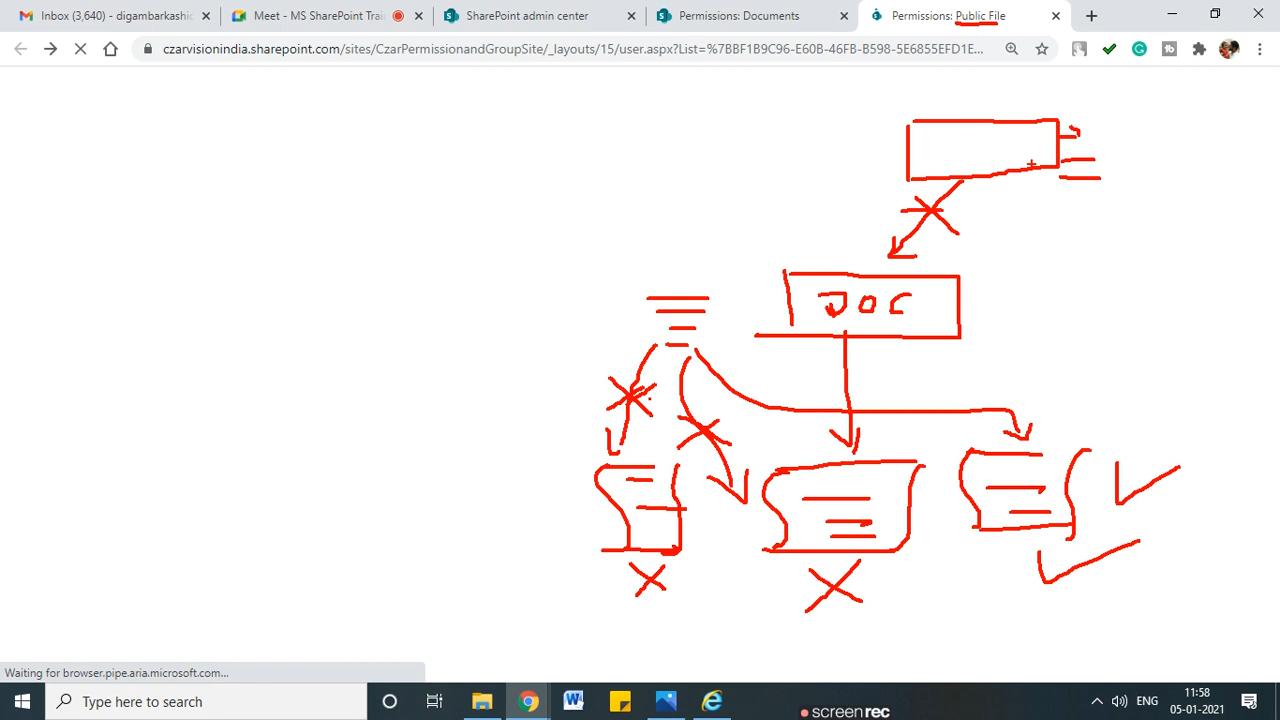 Inbox (3,640) - digambarkashic
Meet - MS SharePoint Trai
SharePoint admin center
Permissions: Documents
Permissions: Public File
czarvisionindia.sharepoint.com/sites/CzarPermissionandGroupSite/_layouts/15/user.aspx?List=%7BBF1B9C96-E60B-46FB-B598-5E6855EFD1E...
DOC
Waiting for browser.pipe.aria.microsoft.com...
Type here to search
ENG
11:58
05-01-2021
screenrec